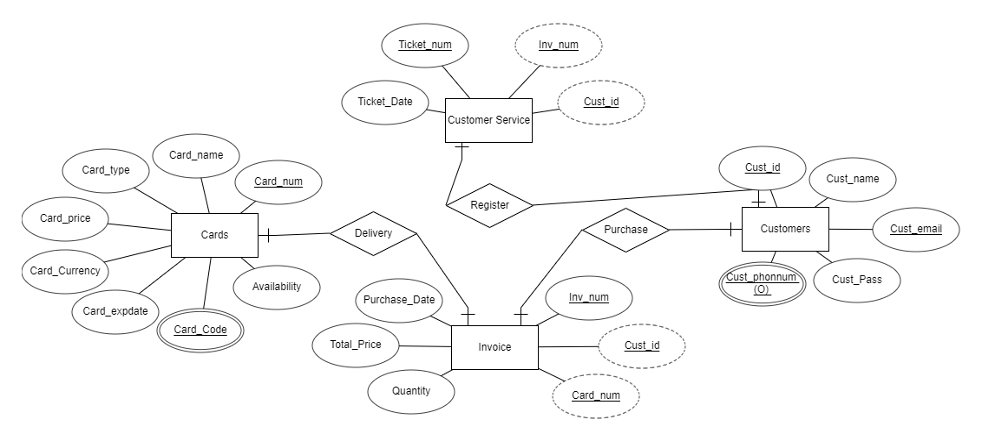 Ticket_num
Inv_num
Ticket_Date
Cust_id
Customer Service
Card_name
Card_type
Card_num
Cust_id
Cust_name
Card_price
Register
Cards
Delivery
Purchase
Customers
Cust_email
Card_Currency
Availability
Cust_phonnum
(O)
Cust_Pass
Card_expdate
Purchase_Date
Inv_num
Card_Code
Total_Price
Invoice
Cust_id
Quantity
Card_num